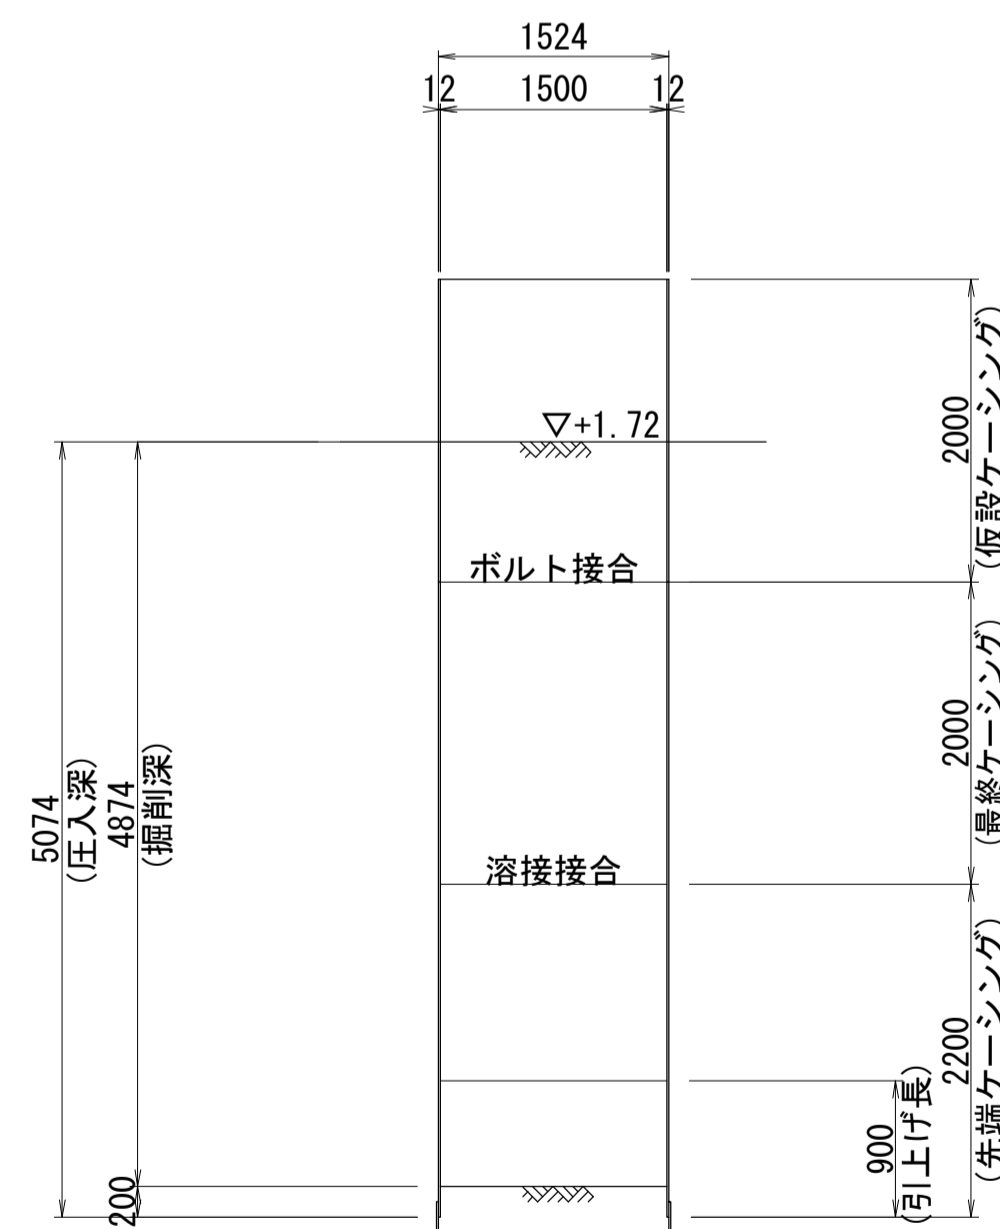 1524
12
1500
12
▽+1.72
2000
(仮設ケーシング)
ボルト接合
2000
(最終ケーシング)
5074
(圧入深)
4874
(掘削深)
溶接接合
2200
(先端ケーシング)
900
(引上げ長)
200